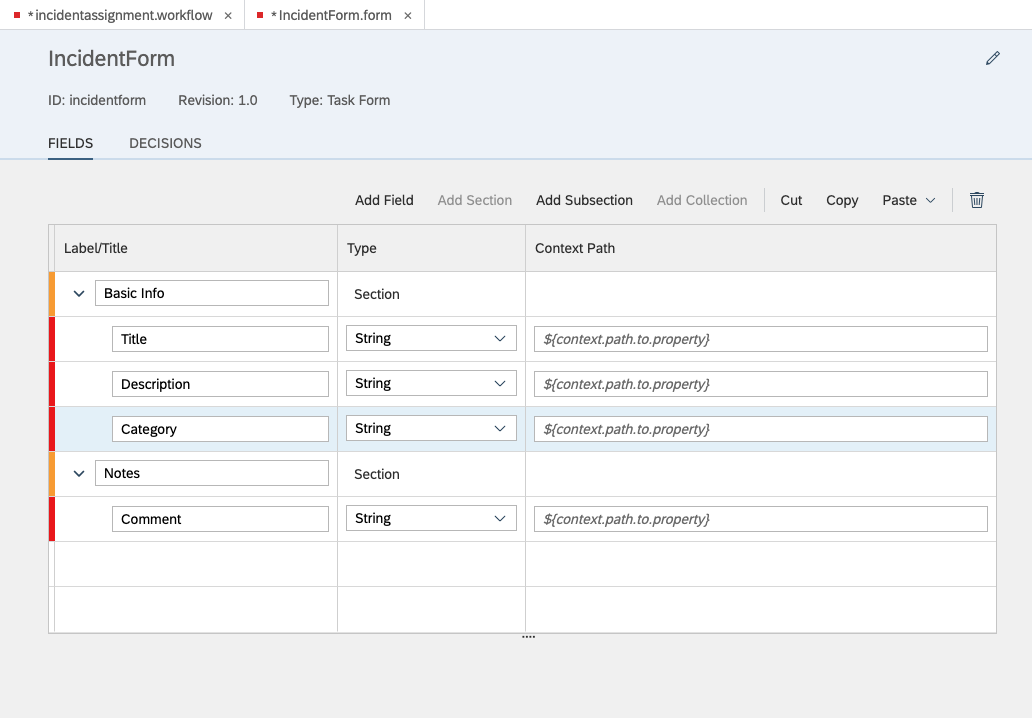 *incidentassignment.workflow × *IncidentForm.form ×
IncidentForm
ID: incidentform Revision: 1.0 Type: Task Form
FIELDS DECISIONS
Add Field Add Section Add Subsection Add Collection Cut Copy Paste
Label/Title Type Context Path
Basic Info Section
Title String ${context.path.to.property}
Description String ${context.path.to.property}
Category String ${context.path.to.property}
Notes Section
Comment String ${context.path.to.property}